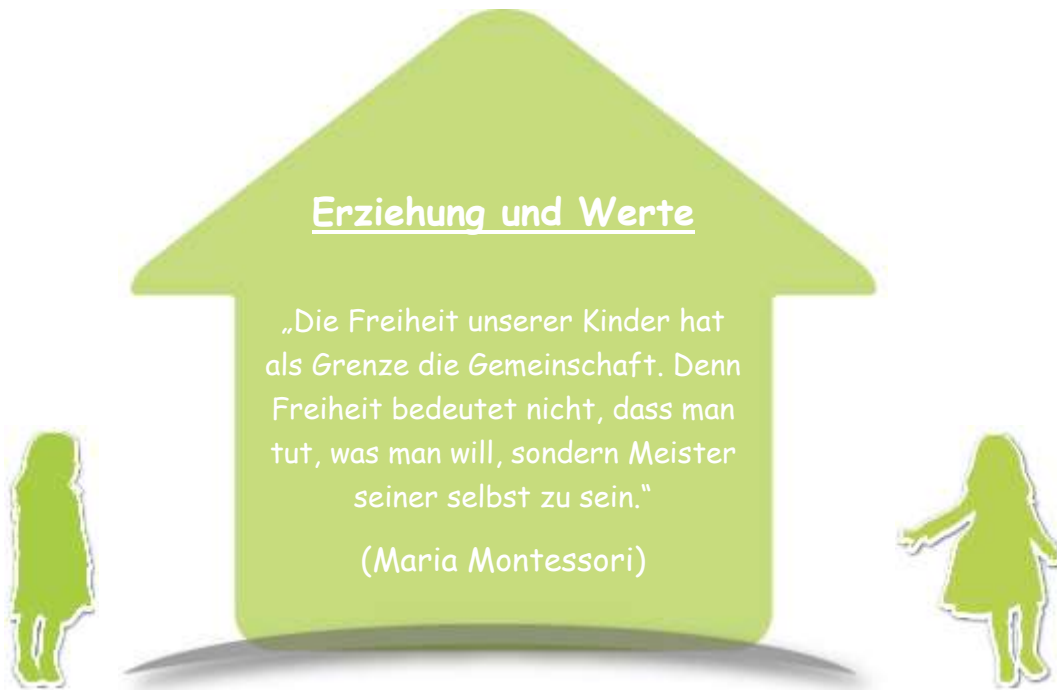 Erziehung und Werte
„Die Freiheit unserer Kinder hat
als Grenze die Gemeinschaft. Denn
Freiheit bedeutet nicht, dass man
tut, was man will, sondern Meister
seiner selbst zu sein.“
(Maria Montessori)